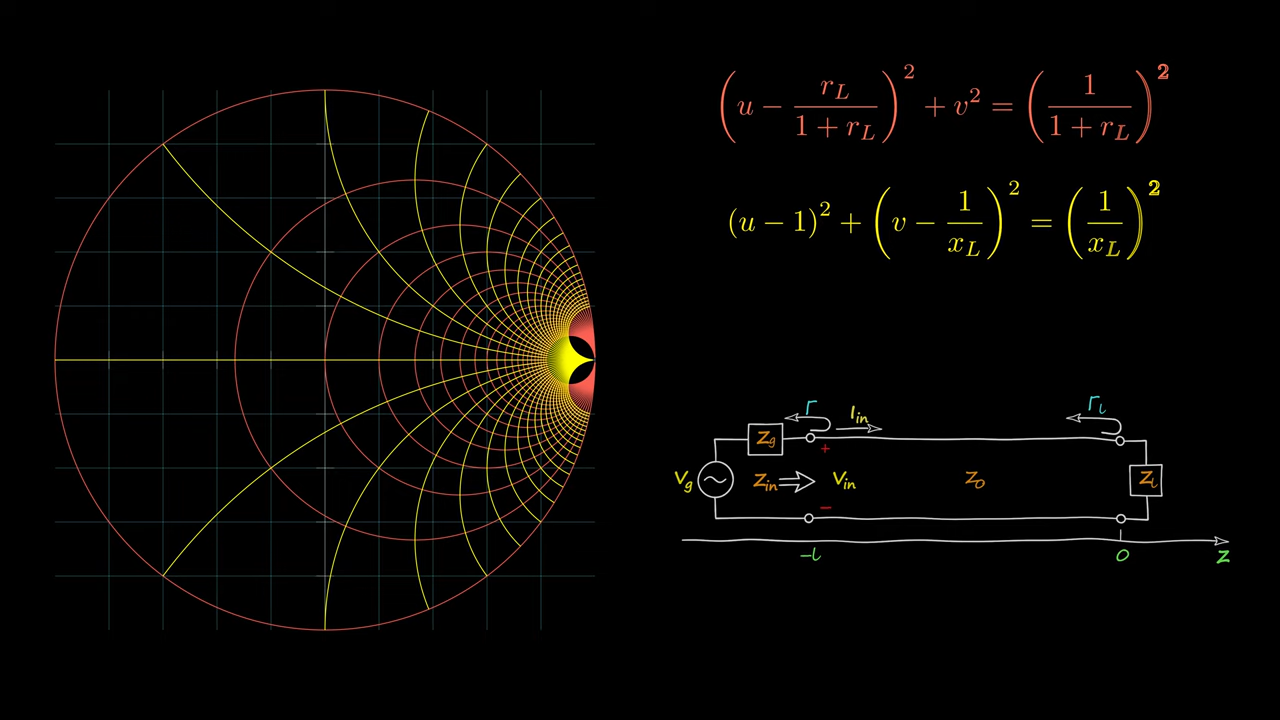 (u − r_L / (1 + r_L))² + v² = (1 / (1 + r_L))²
(u − 1)² + (v − 1 / x_L)² = (1 / x_L)²
Γ I_in Γ_L
Z_g +
V_g Z_in ⇒ V_in Z_0 Z_L
−
−l 0 z